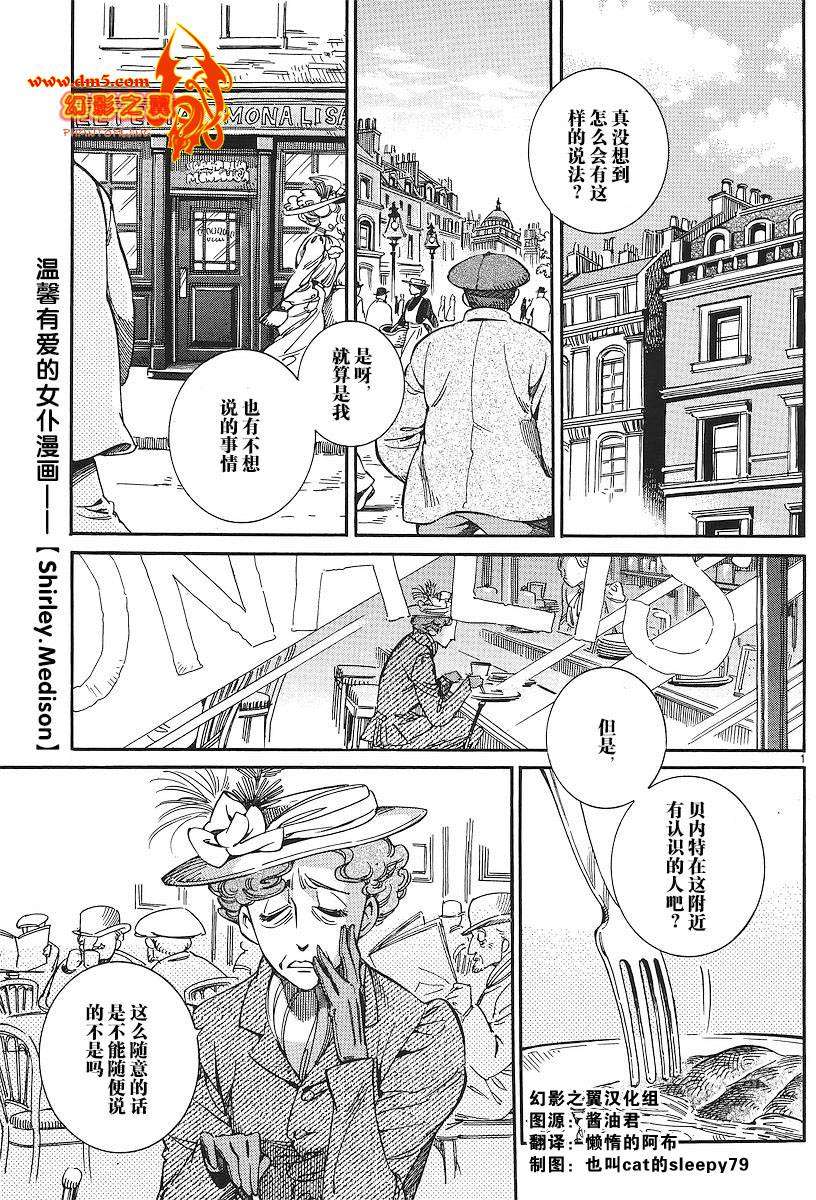 www.dm5.com
幻影之翼
MONA LISA
真没想到
怎么会有这
样的说法？
是呀，
就算是我
也有不想
说的事情
温馨有爱的女仆漫画——【Shirley.Medison】
但是，
1
贝内特在这附近
有认识的人吧？
这么随意的话
是不能随便说
的不是吗
幻影之翼汉化组
图源：酱油君
翻译：懒惰的阿布
制图：也叫cat的sleepy79